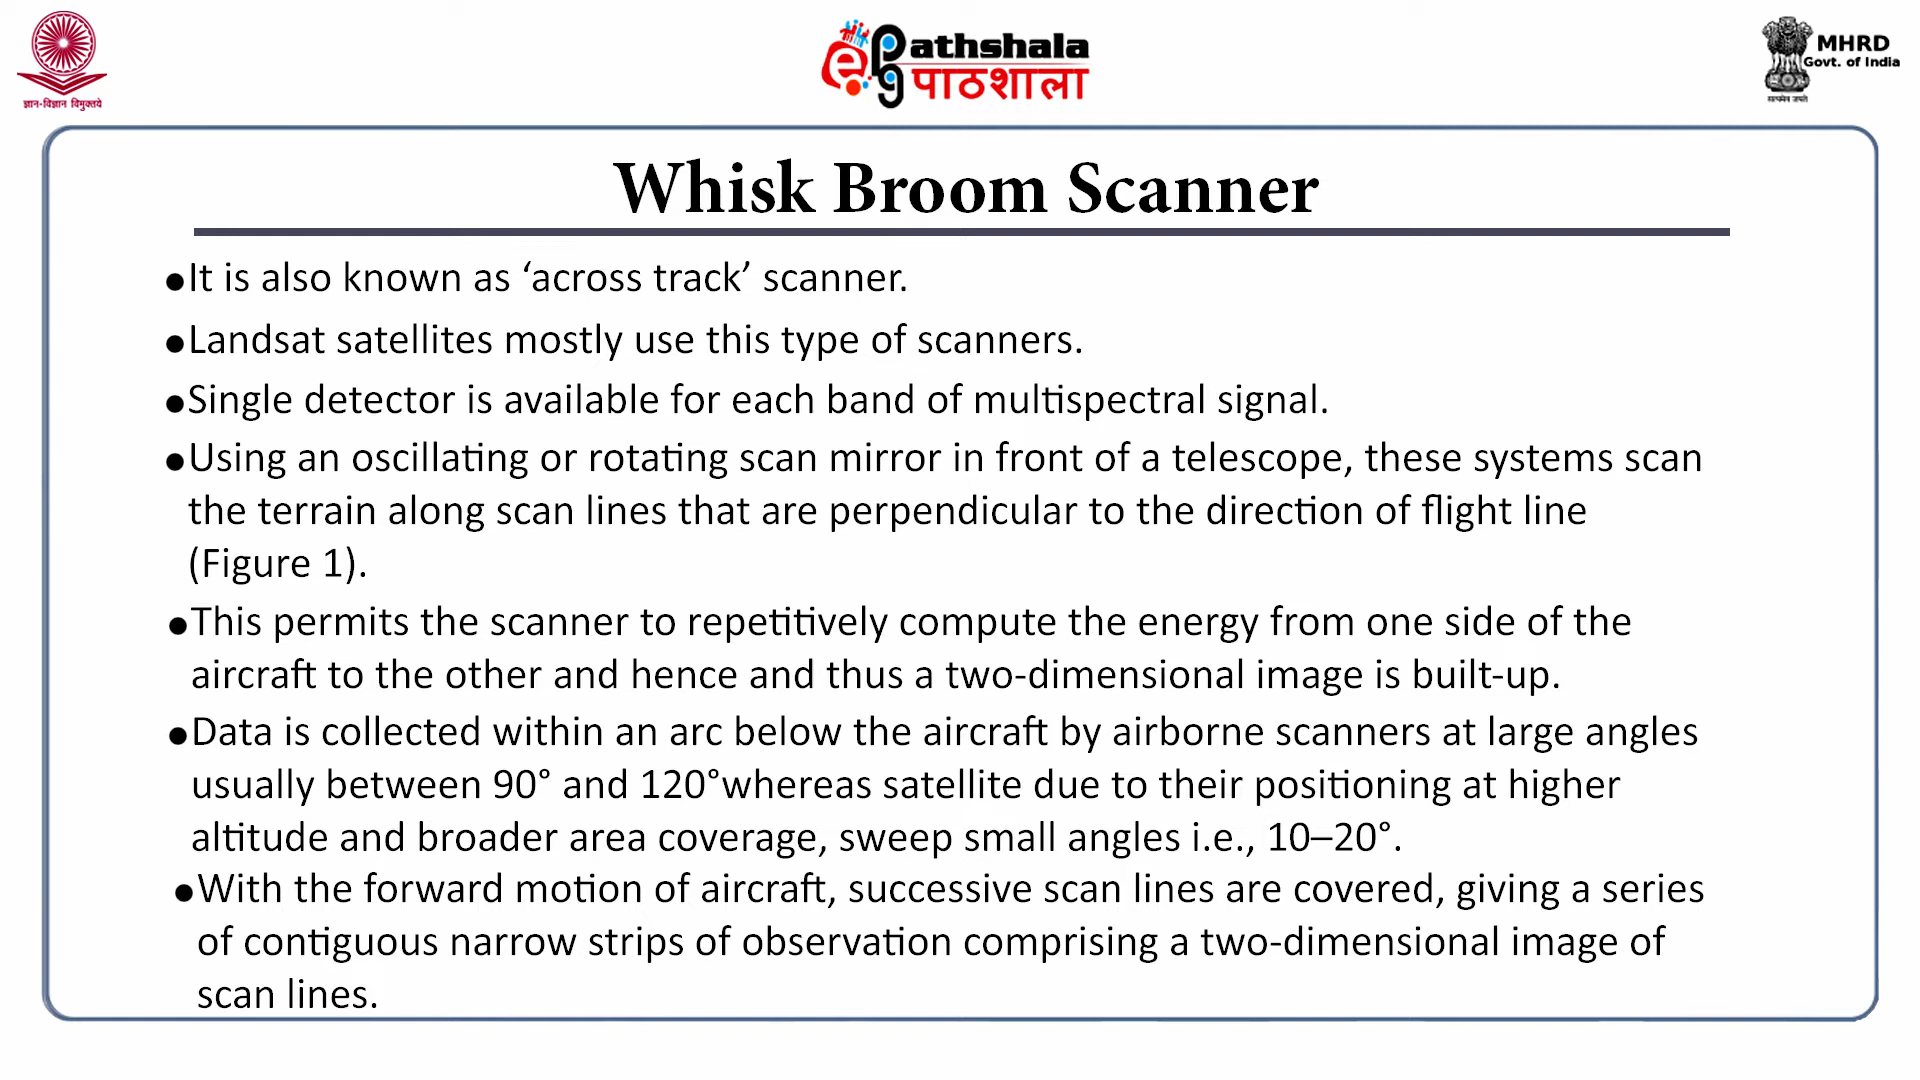 ज्ञान-विज्ञान विमुक्तये
ePg Pathshala
पाठशाला
MHRD
Govt. of India
सत्यमेव जयते
Whisk Broom Scanner
●It is also known as ‘across track’ scanner.
●Landsat satellites mostly use this type of scanners.
●Single detector is available for each band of multispectral signal.
●Using an oscillating or rotating scan mirror in front of a telescope, these systems scan
the terrain along scan lines that are perpendicular to the direction of flight line
(Figure 1).
●This permits the scanner to repetitively compute the energy from one side of the
aircraft to the other and hence and thus a two-dimensional image is built-up.
●Data is collected within an arc below the aircraft by airborne scanners at large angles
usually between 90° and 120°whereas satellite due to their positioning at higher
altitude and broader area coverage, sweep small angles i.e., 10–20°.
●With the forward motion of aircraft, successive scan lines are covered, giving a series
of contiguous narrow strips of observation comprising a two-dimensional image of
scan lines.